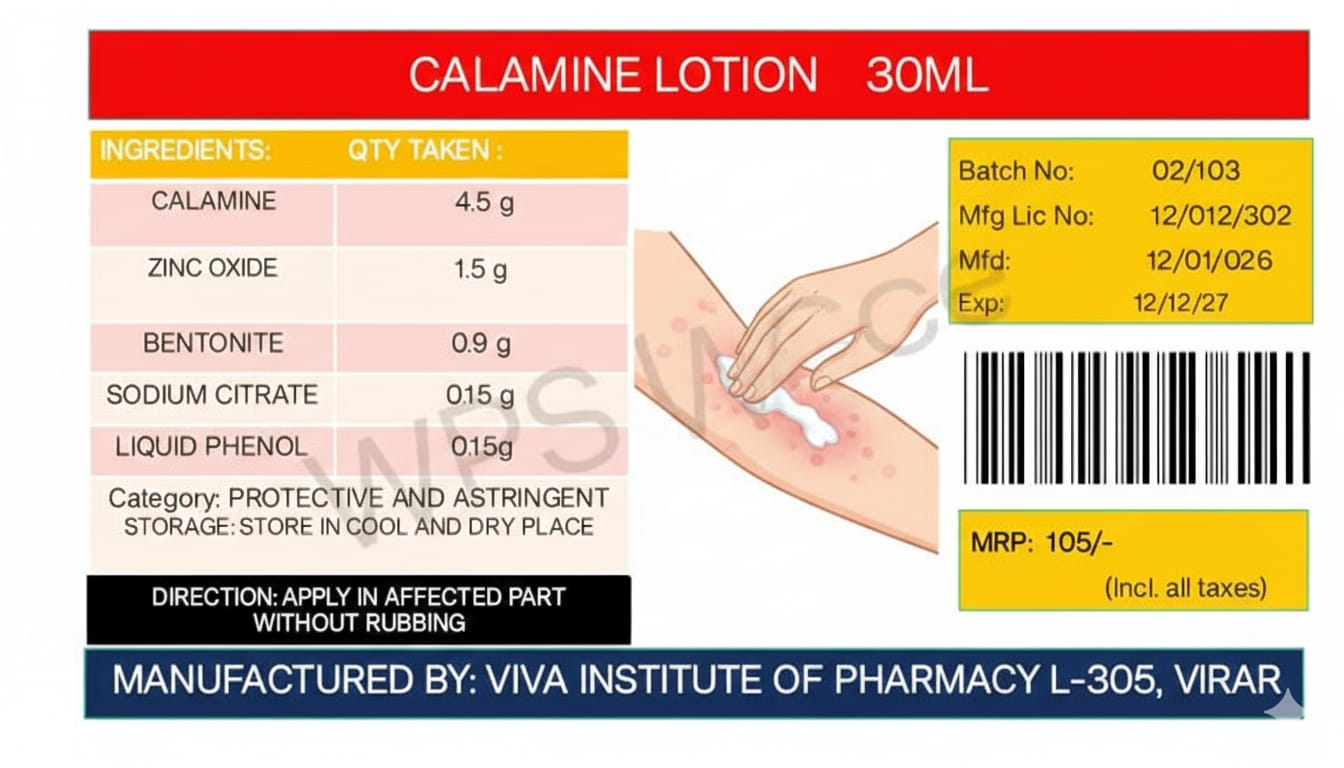 CALAMINE LOTION 30ML
INGREDIENTS: QTY TAKEN :
CALAMINE 4.5 g
ZINC OXIDE 1.5 g
BENTONITE 0.9 g
SODIUM CITRATE 0.15 g
LIQUID PHENOL 0.15g
Category: PROTECTIVE AND ASTRINGENT
STORAGE: STORE IN COOL AND DRY PLACE
DIRECTION: APPLY IN AFFECTED PART
WITHOUT RUBBING
Batch No: 02/103
Mfg Lic No: 12/012/302
Mfd: 12/01/026
Exp: 12/12/27
MRP: 105/-
(Incl. all taxes)
MANUFACTURED BY: VIVA INSTITUTE OF PHARMACY L-305, VIRAR
WPS